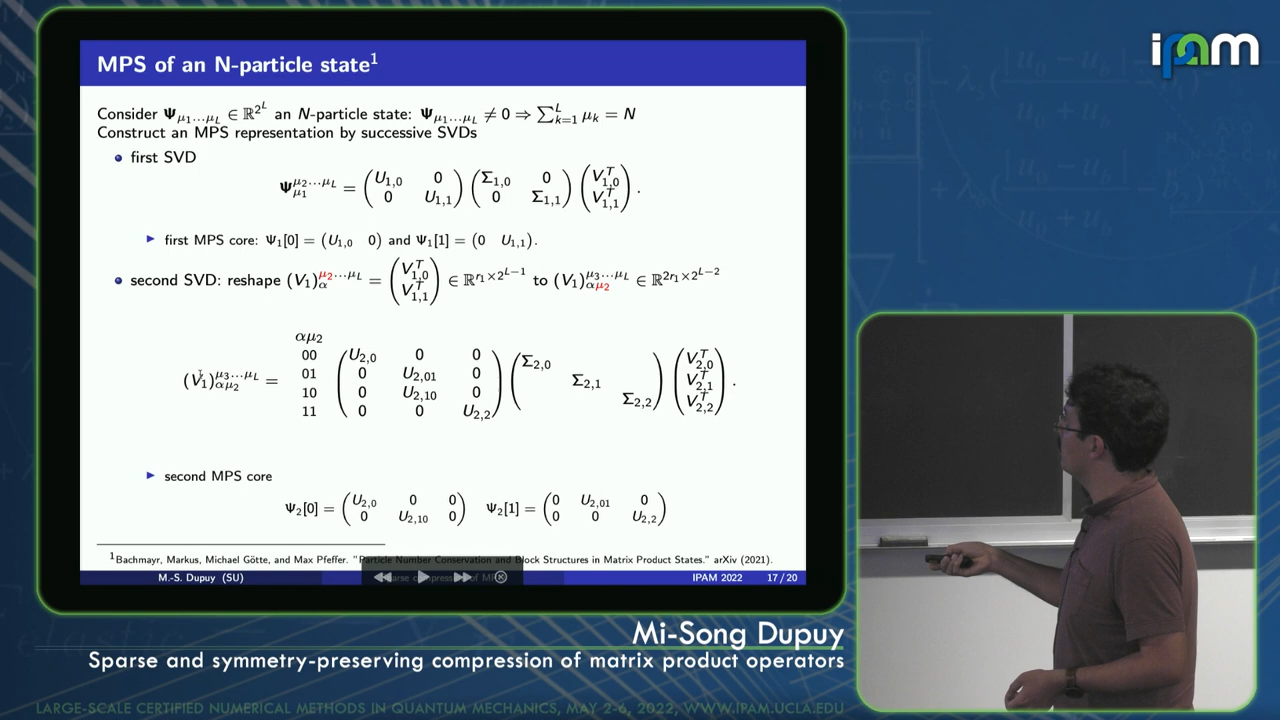 MPS of an N-particle state¹
Consider Ψ_{μ₁...μ_L} ∈ ℝ^{2^L} an N-particle state: Ψ_{μ₁...μ_L} ≠ 0 ⇒ ∑_{k=1}^{L} μ_k = N
Construct an MPS representation by successive SVDs
• first SVD
Ψ_{μ₁}^{μ₂...μ_L} = (U_{1,0} 0; 0 U_{1,1}) (Σ_{1,0} 0; 0 Σ_{1,1}) (V_{1,0}^T; V_{1,1}^T).
▶ first MPS core: Ψ₁[0] = (U_{1,0} 0) and Ψ₁[1] = (0 U_{1,1}).
• second SVD: reshape (V₁)_α^{μ₂...μ_L} = (V_{1,0}^T; V_{1,1}^T) ∈ ℝ^{r₁×2^{L−1}} to (V₁)_{αμ₂}^{μ₃...μ_L} ∈ ℝ^{2r₁×2^{L−2}}
αμ₂
00
01
10
11
(V₁)_{αμ₂}^{μ₃...μ_L} = (U_{2,0} 0 0; 0 U_{2,01} 0; 0 U_{2,10} 0; 0 0 U_{2,2}) (Σ_{2,0} Σ_{2,1} Σ_{2,2}) (V_{2,0}^T; V_{2,1}^T; V_{2,2}^T).
▶ second MPS core
Ψ₂[0] = (U_{2,0} 0 0; 0 U_{2,10} 0) Ψ₂[1] = (0 U_{2,01} 0; 0 0 U_{2,2})
¹Bachmayr, Markus, Michael Götte, and Max Pfeffer. "Particle Number Conservation and Block Structures in Matrix Product States." arXiv (2021).
M.-S. Dupuy (SU) IPAM 2022 17 / 20
ipam
Mi-Song Dupuy
Sparse and symmetry-preserving compression of matrix product operators
LARGE-SCALE CERTIFIED NUMERICAL METHODS IN QUANTUM MECHANICS, MAY 2-6, 2022, WWW.IPAM.UCLA.EDU